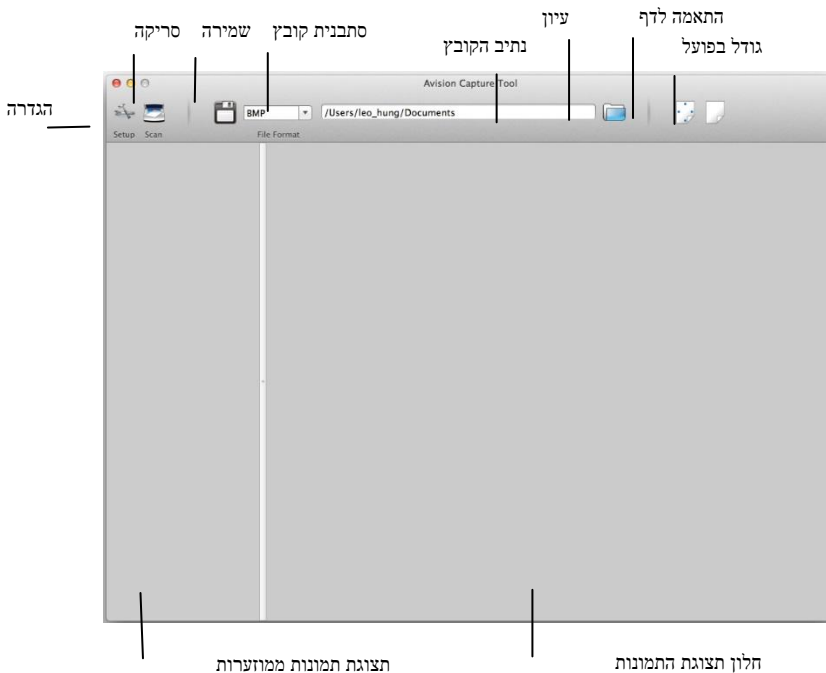 התאמה לדף
עיון
גודל בפועל
סתבנית קובץ
נתיב הקובץ
שמירה
סריקה
הגדרה
Avision Capture Tool
BMP
/Users/leo_hung/Documents
Setup
Scan
File Format
חלון תצוגת התמונות
תצוגת תמונות ממוזערות